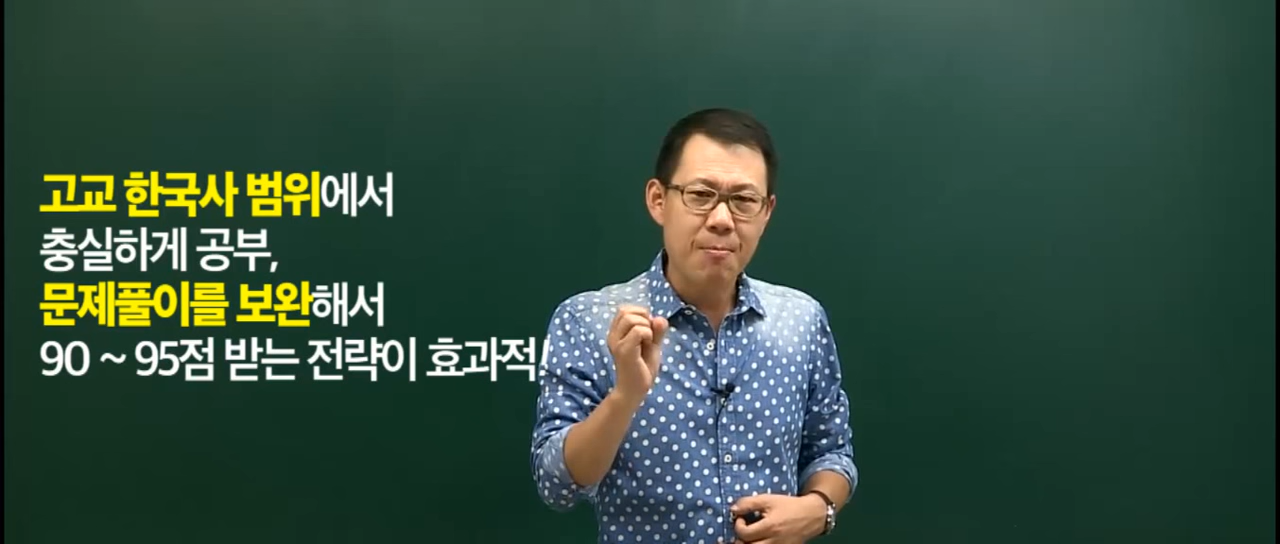 고교 한국사 범위에서
충실하게 공부,
문제풀이를 보완해서
90 ~ 95점 받는 전략이 효과적!